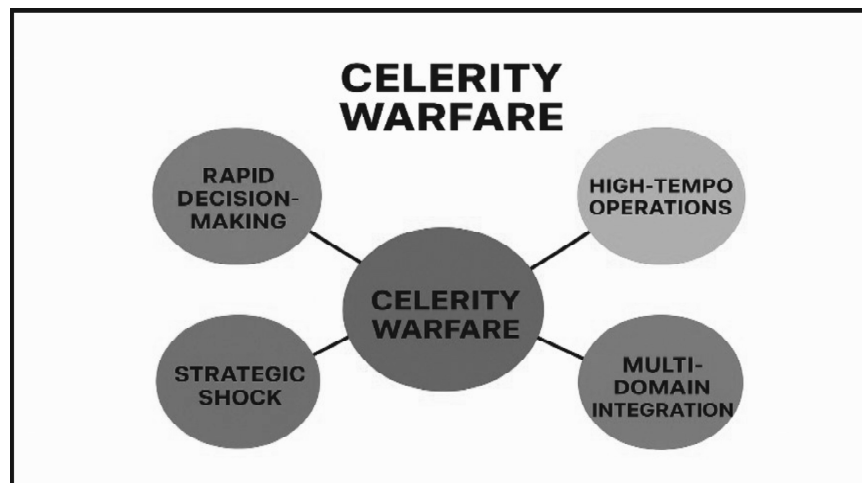 CELERITY
WARFARE
RAPID
DECISION-
MAKING
HIGH-TEMPO
OPERATIONS
CELERITY
WARFARE
STRATEGIC
SHOCK
MULTI-
DOMAIN
INTEGRATION